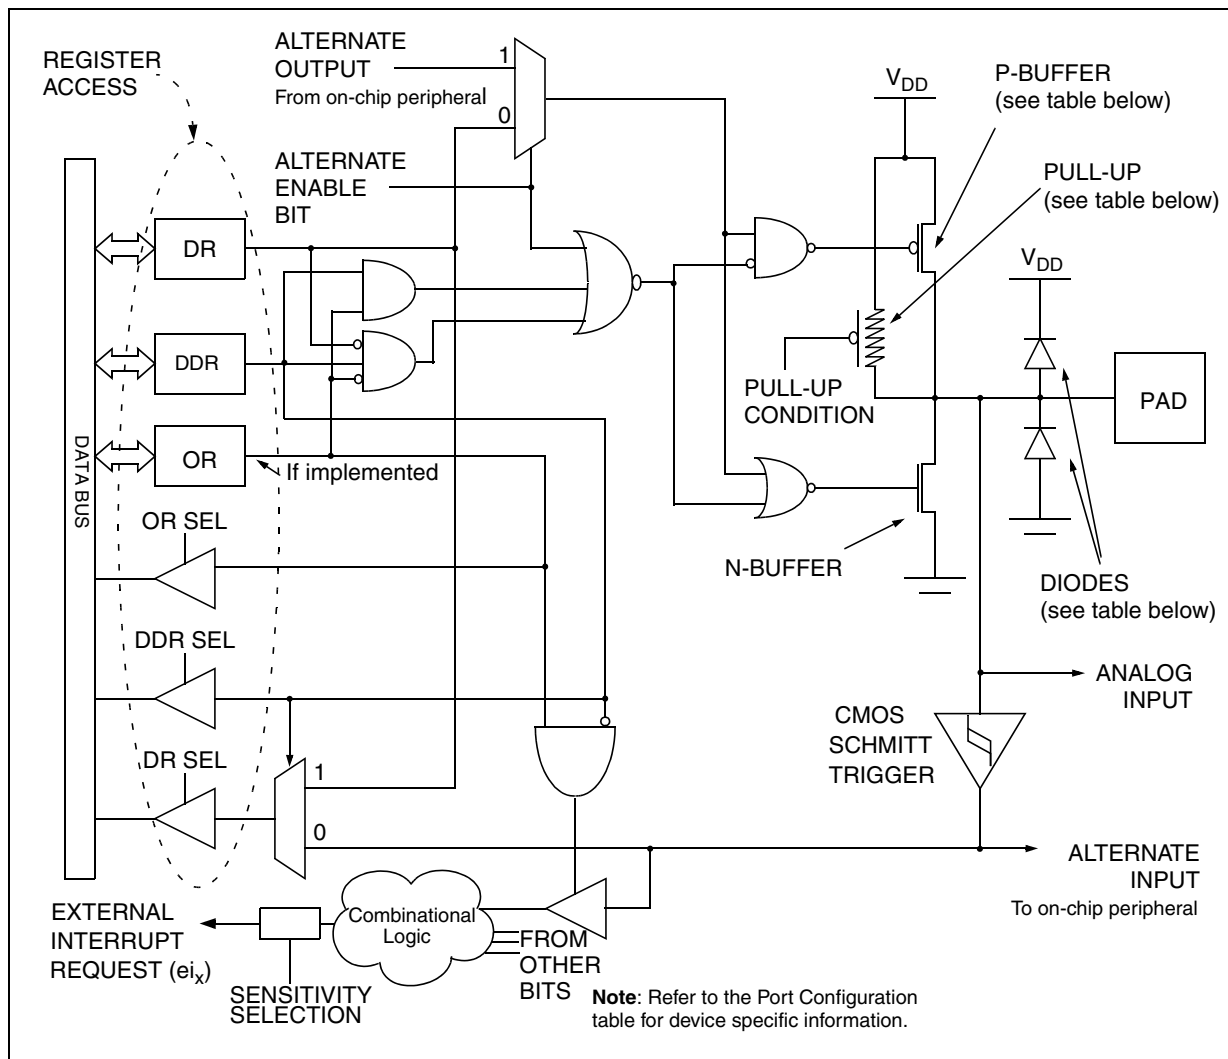 REGISTER
ACCESS
ALTERNATE
OUTPUT
From on-chip peripheral
1
0
ALTERNATE
ENABLE
BIT
VDD
P-BUFFER
(see table below)
PULL-UP
(see table below)
VDD
DR
DDR
OR
If implemented
DATA BUS
PULL-UP
CONDITION
PAD
OR SEL
DDR SEL
DR SEL
N-BUFFER
DIODES
(see table below)
ANALOG
INPUT
CMOS
SCHMITT
TRIGGER
1
0
ALTERNATE
INPUT
To on-chip peripheral
EXTERNAL
INTERRUPT
REQUEST (eix)
Combinational
Logic
SENSITIVITY
SELECTION
FROM
OTHER
BITS
Note: Refer to the Port Configuration
table for device specific information.